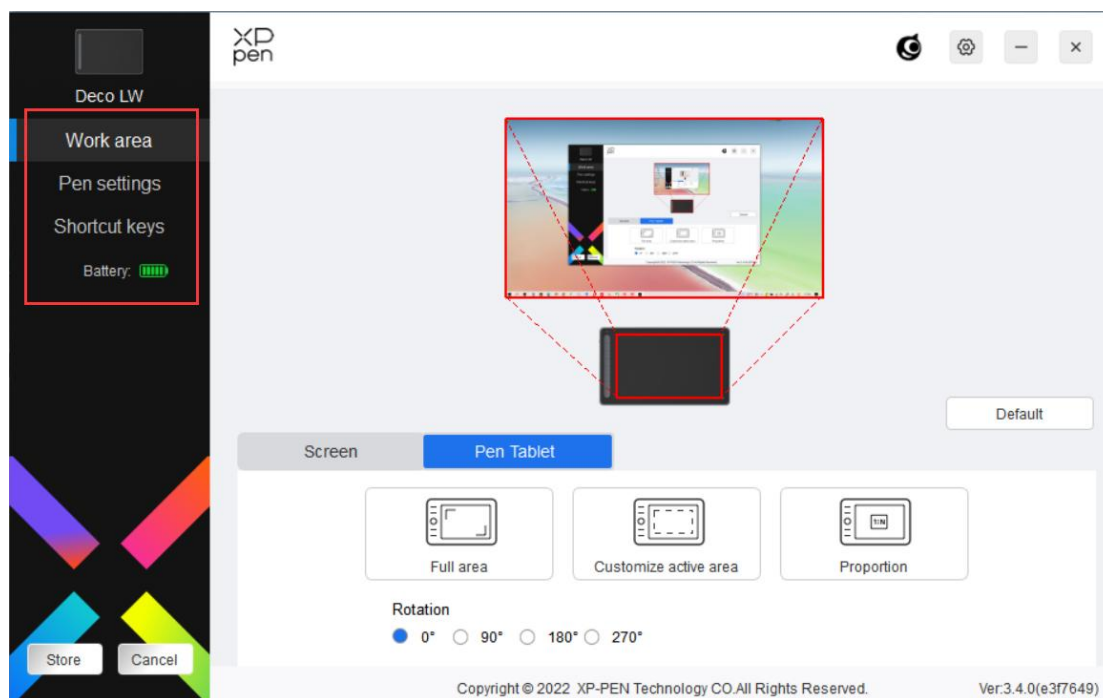 XP
pen
Deco LW
Work area
Pen settings
Shortcut keys
Battery:
Default
Screen
Pen Tablet
1:N
Full area
Customize active area
Proportion
Rotation
0° 90° 180° 270°
Store
Cancel
Copyright © 2022 XP-PEN Technology CO.All Rights Reserved.
Ver:3.4.0(e3f7649)